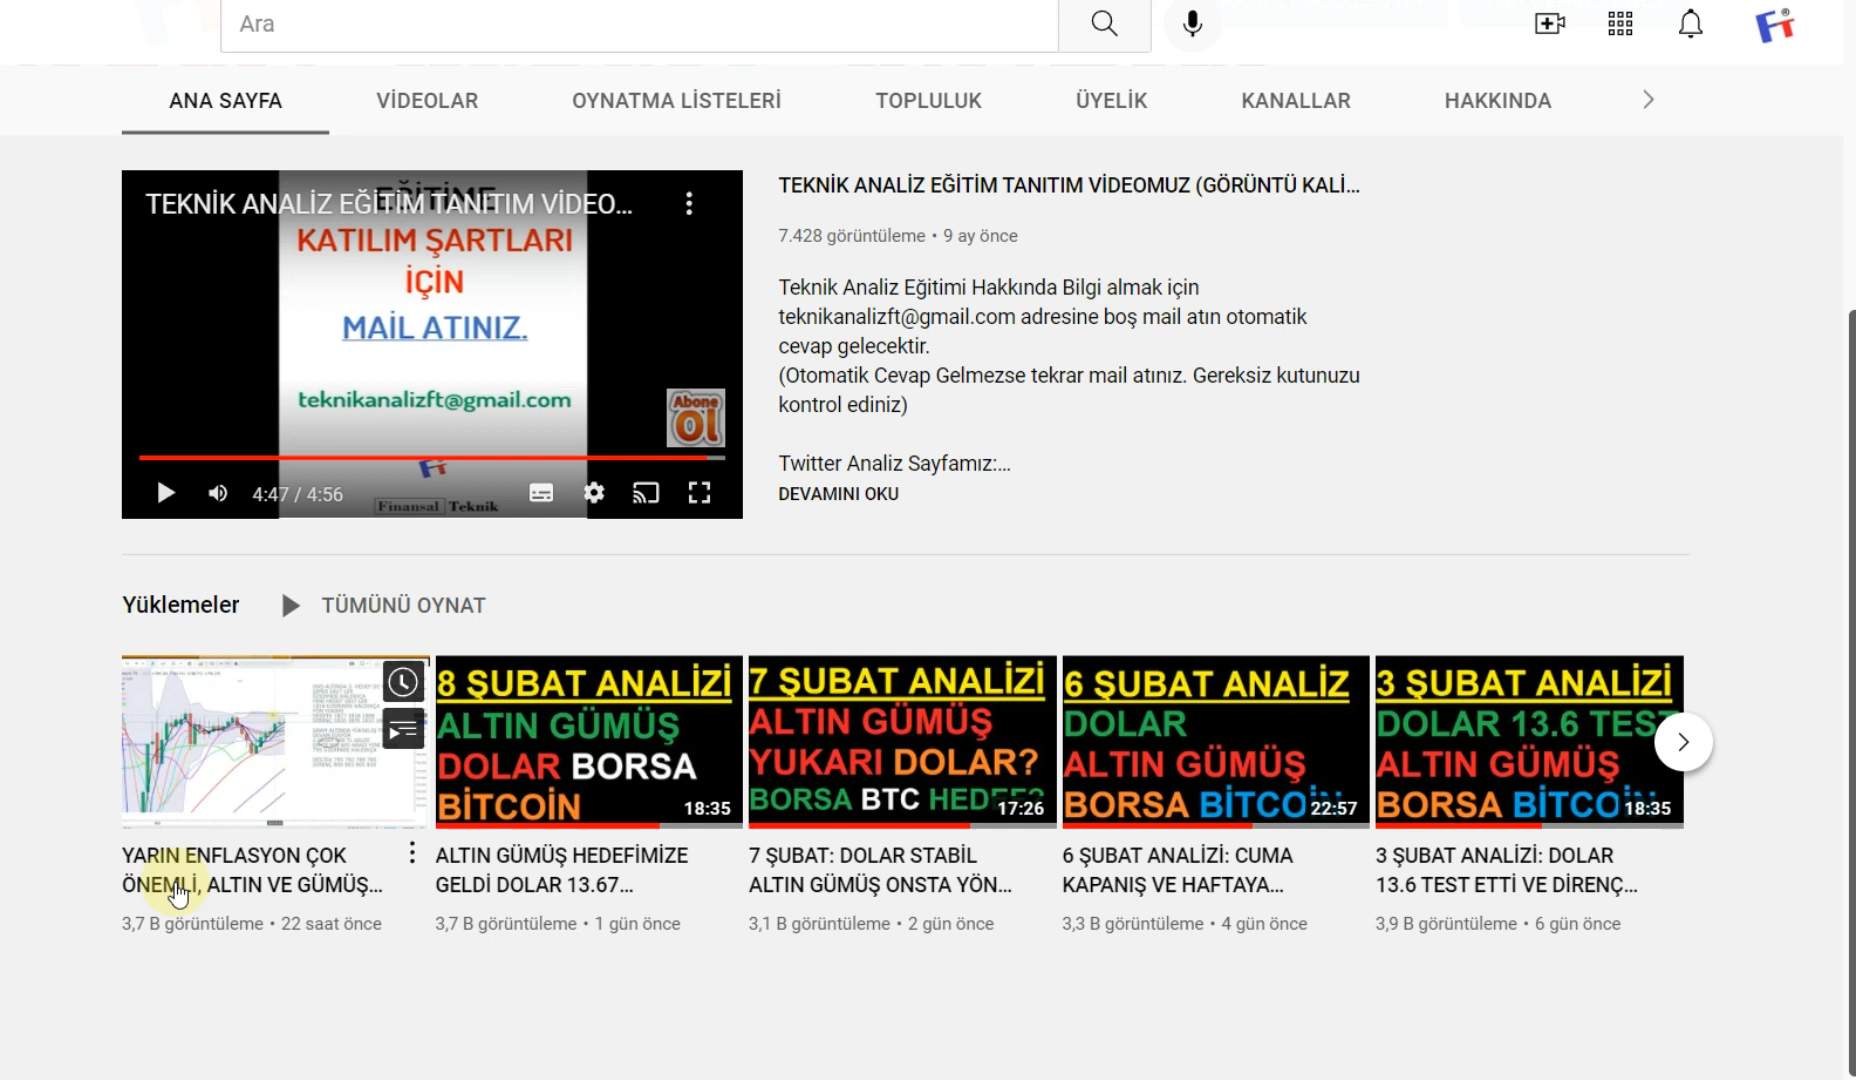 Ara
ANA SAYFA
VİDEOLAR
OYNATMA LİSTELERİ
TOPLULUK
ÜYELİK
KANALLAR
HAKKINDA
EĞİTİME
TEKNİK ANALİZ EĞİTİM TANITIM VİDEO...
KATILIM ŞARTLARI
İÇİN
MAİL ATINIZ.
teknikanalizft@gmail.com
Abone
Ol
4:47 / 4:56
Finansal Teknik
TEKNİK ANALİZ EĞİTİM TANITIM VİDEOMUZ (GÖRÜNTÜ KALİ...
7.428 görüntüleme • 9 ay önce
Teknik Analiz Eğitimi Hakkında Bilgi almak için
teknikanalizft@gmail.com adresine boş mail atın otomatik
cevap gelecektir.
(Otomatik Cevap Gelmezse tekrar mail atınız. Gereksiz kutunuzu
kontrol ediniz)
Twitter Analiz Sayfamız:...
DEVAMINI OKU
Yüklemeler
TÜMÜNÜ OYNAT
YARIN ENFLASYON ÇOK
ÖNEMLİ, ALTIN VE GÜMÜŞ...
3,7 B görüntüleme • 22 saat önce
8 ŞUBAT ANALİZİ
ALTIN GÜMÜŞ
DOLAR BORSA
BİTCOİN
18:35
ALTIN GÜMÜŞ HEDEFİMİZE
GELDİ DOLAR 13.67...
3,7 B görüntüleme • 1 gün önce
7 ŞUBAT ANALİZİ
ALTIN GÜMÜŞ
YUKARI DOLAR?
BORSA BTC HEDEF?
17:26
7 ŞUBAT: DOLAR STABİL
ALTIN GÜMÜŞ ONSTA YÖN...
3,1 B görüntüleme • 2 gün önce
6 ŞUBAT ANALİZ
DOLAR
ALTIN GÜMÜŞ
BORSA BİTCOİN
22:57
6 ŞUBAT ANALİZİ: CUMA
KAPANIŞ VE HAFTAYA...
3,3 B görüntüleme • 4 gün önce
3 ŞUBAT ANALİZİ
DOLAR 13.6 TEST
ALTIN GÜMÜŞ
BORSA BİTCOİN
18:35
3 ŞUBAT ANALİZİ: DOLAR
13.6 TEST ETTİ VE DİRENÇ...
3,9 B görüntüleme • 6 gün önce